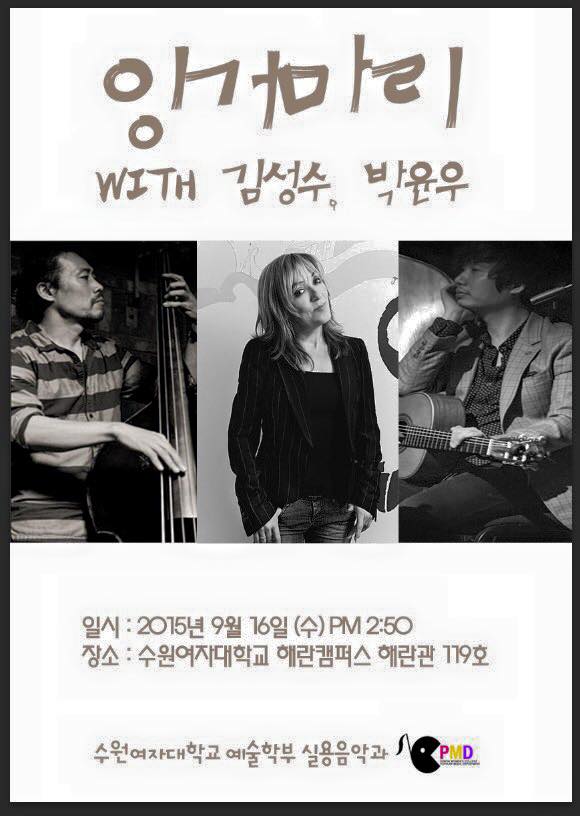 잉거마리
WITH 김성수, 박윤우
일시 : 2015년 9월 16일 (수) PM 2:50
장소 : 수원여자대학교 해란캠퍼스 해란관 119호
수원여자대학교 예술학부 실용음악과
PMD